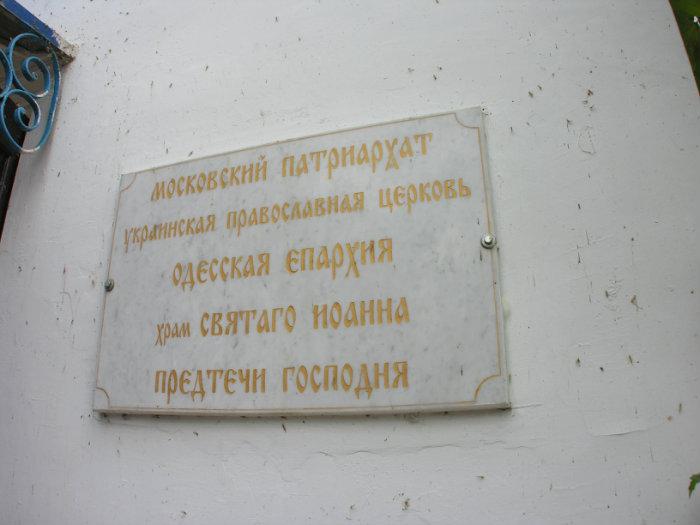 московский патриархат
украинская православная церковь
одесская епархия
храм святаго иоанна
предтечи господня